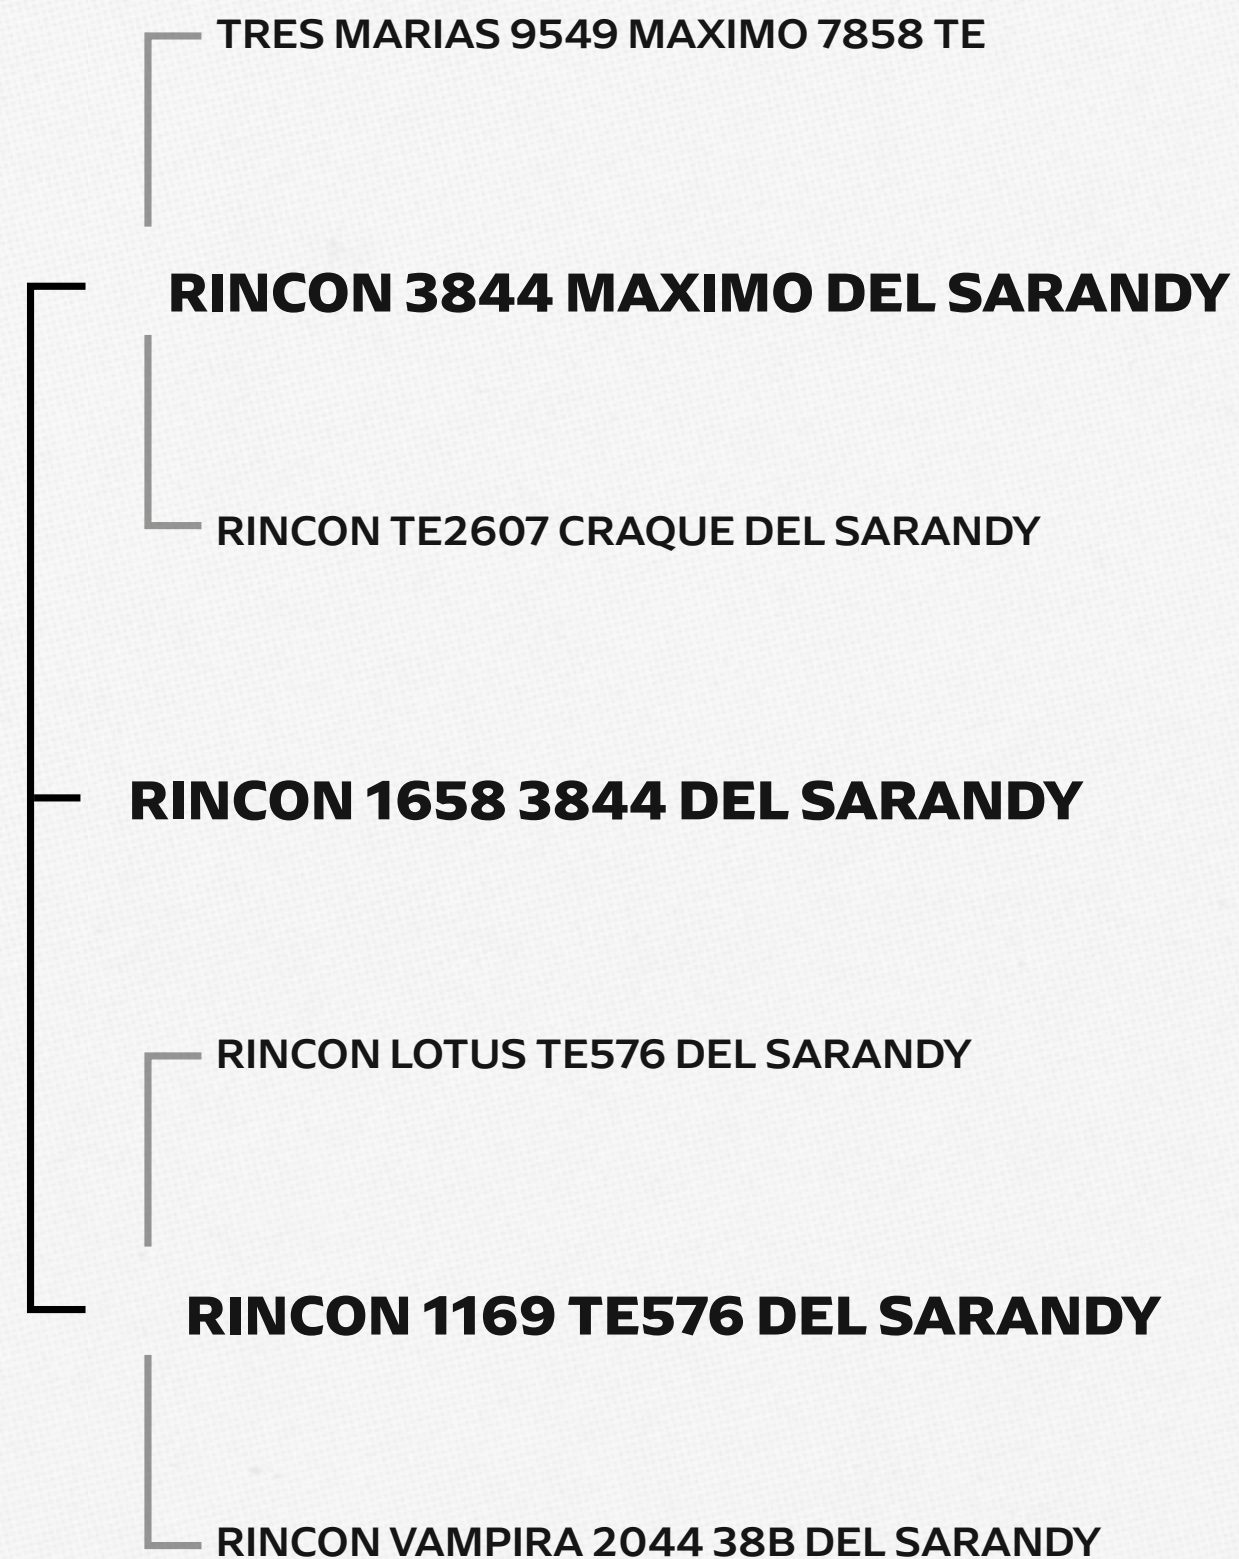 TRES MARIAS 9549 MAXIMO 7858 TE
RINCON 3844 MAXIMO DEL SARANDY
RINCON TE2607 CRAQUE DEL SARANDY
RINCON 1658 3844 DEL SARANDY
RINCON LOTUS TE576 DEL SARANDY
RINCON 1169 TE576 DEL SARANDY
RINCON VAMPIRA 2044 38B DEL SARANDY